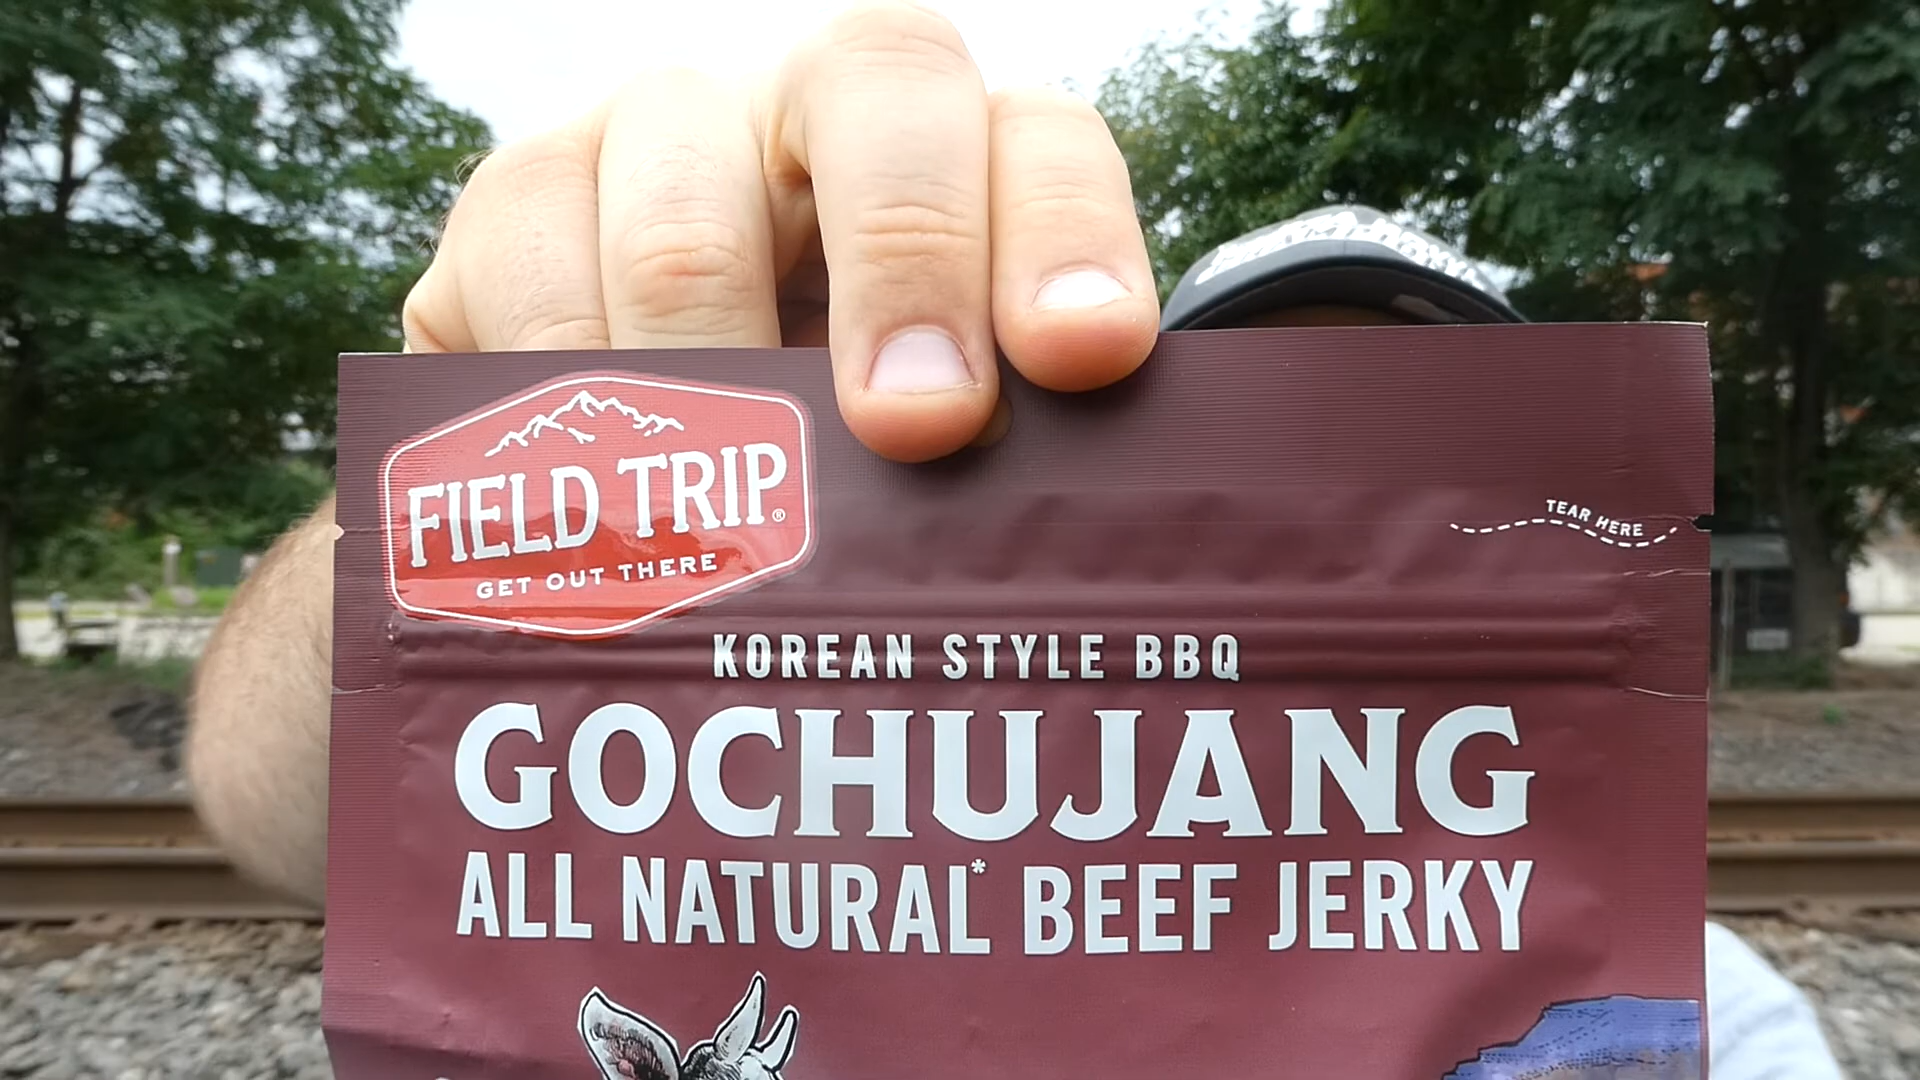 FIELD TRIP®
GET OUT THERE
TEAR HERE
KOREAN STYLE BBQ
GOCHUJANG
ALL NATURAL* BEEF JERKY